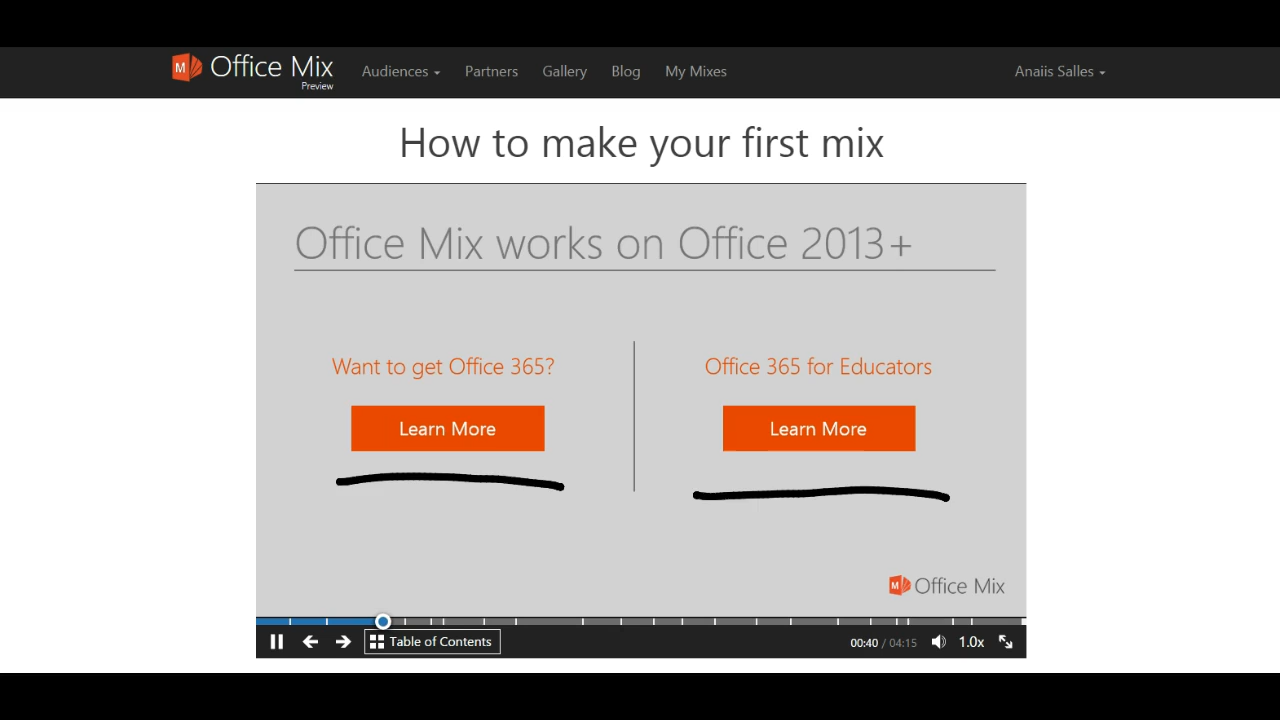 Office Mix
Preview
Audiences
Partners
Gallery
Blog
My Mixes
Anaiis Salles
How to make your first mix
Office Mix works on Office 2013+
Want to get Office 365?
Learn More
Office 365 for Educators
Learn More
Office Mix
Table of Contents
00:40 / 04:15
1.0x